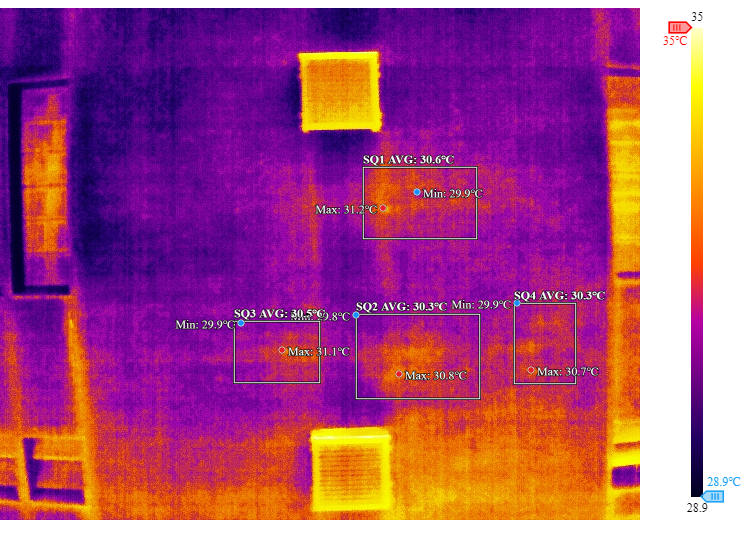 35
35℃
SQ1 AVG: 30.6℃
Min: 29.9℃
Max: 31.2℃
SQ4 AVG: 30.3℃
SQ2 AVG: 30.3℃
Min: 29.9℃
SQ3 AVG: 30.5℃
29.8℃
Min: 29.9℃
Max: 31.1℃
Max: 30.8℃
Max: 30.7℃
28.9℃
28.9